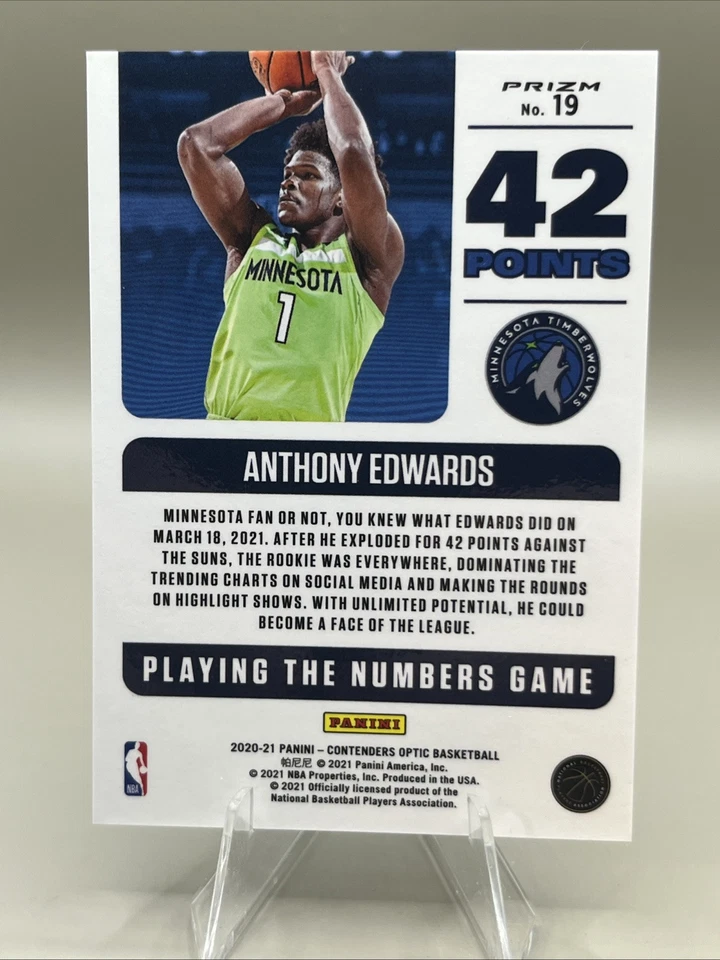 PRIZM
No. 19
42
POINTS
MINNESOTA TIMBERWOLVES
MINNESOTA
1
ANTHONY EDWARDS
MINNESOTA FAN OR NOT, YOU KNEW WHAT EDWARDS DID ON
MARCH 18, 2021. AFTER HE EXPLODED FOR 42 POINTS AGAINST
THE SUNS, THE ROOKIE WAS EVERYWHERE, DOMINATING THE
TRENDING CHARTS ON SOCIAL MEDIA AND MAKING THE ROUNDS
ON HIGHLIGHT SHOWS. WITH UNLIMITED POTENTIAL, HE COULD
BECOME A FACE OF THE LEAGUE.
PLAYING THE NUMBERS GAME
PANINI
2020-21 PANINI – CONTENDERS OPTIC BASKETBALL
帕尼尼 © 2021 Panini America, Inc.
© 2021 NBA Properties, Inc. Produced in the USA.
© 2021 Officially licensed product of the
National Basketball Players Association.
NBA